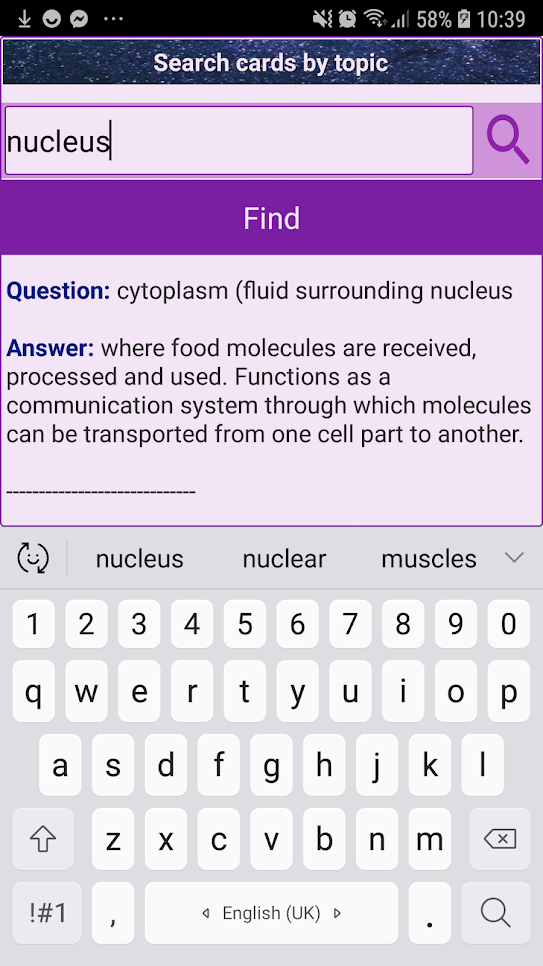 58% 10:39
Search cards by topic
nucleus
Find
Question: cytoplasm (fluid surrounding nucleus
Answer: where food molecules are received,
processed and used. Functions as a
communication system through which molecules
can be transported from one cell part to another.
-----------------------------
nucleus nuclear muscles
1 2 3 4 5 6 7 8 9 0
q w e r t y u i o p
a s d f g h j k l
z x c v b n m
!#1 , English (UK) .